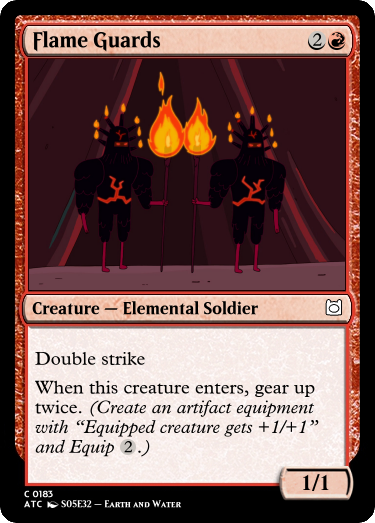 Flame Guards 2
Creature — Elemental Soldier
Double strike
When this creature enters, gear up
twice. (Create an artifact equipment
with “Equipped creature gets +1/+1”
and Equip 2.)
1/1
C 0183
ATC S05E32 – Earth and Water